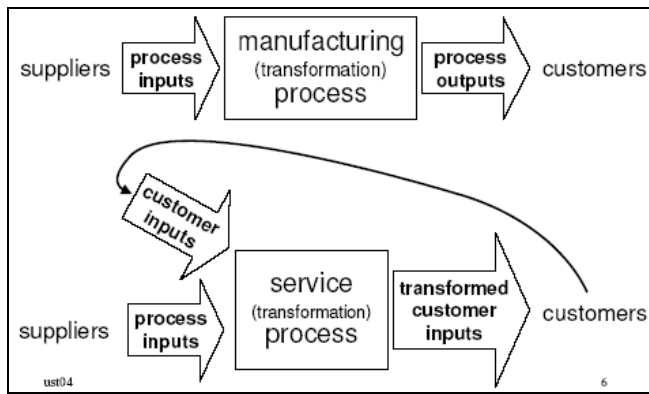 suppliers
process
inputs
manufacturing
(transformation)
process
process
outputs
customers
customer
inputs
suppliers
process
inputs
service
(transformation)
process
transformed
customer
inputs
customers
ust04
6